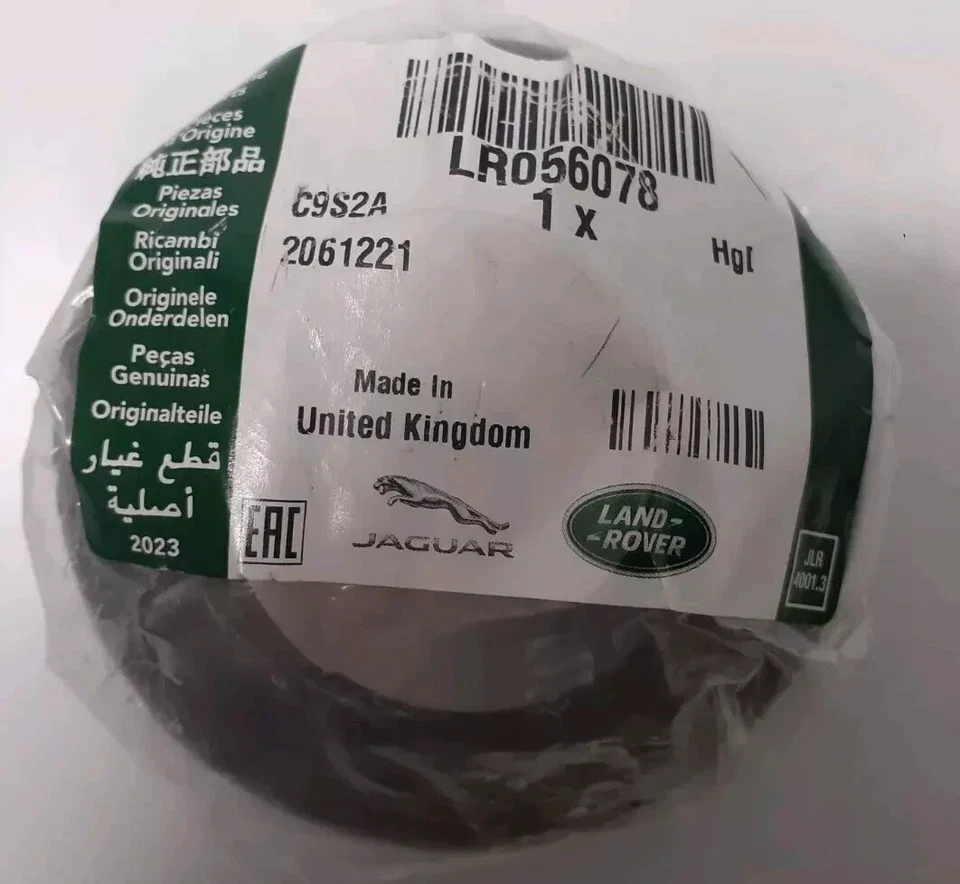 Pièces
Origine
純正部品
Piezas
Originales
Ricambi
Originali
Originele
Onderdelen
Peças
Genuinas
Originalteile
قطع غيار
أصلية
2023
LR056078
1 x
C9S2A
2061221
HgI
Made In
United Kingdom
EAC
JAGUAR
LAND-
-ROVER
JLR
4001.3